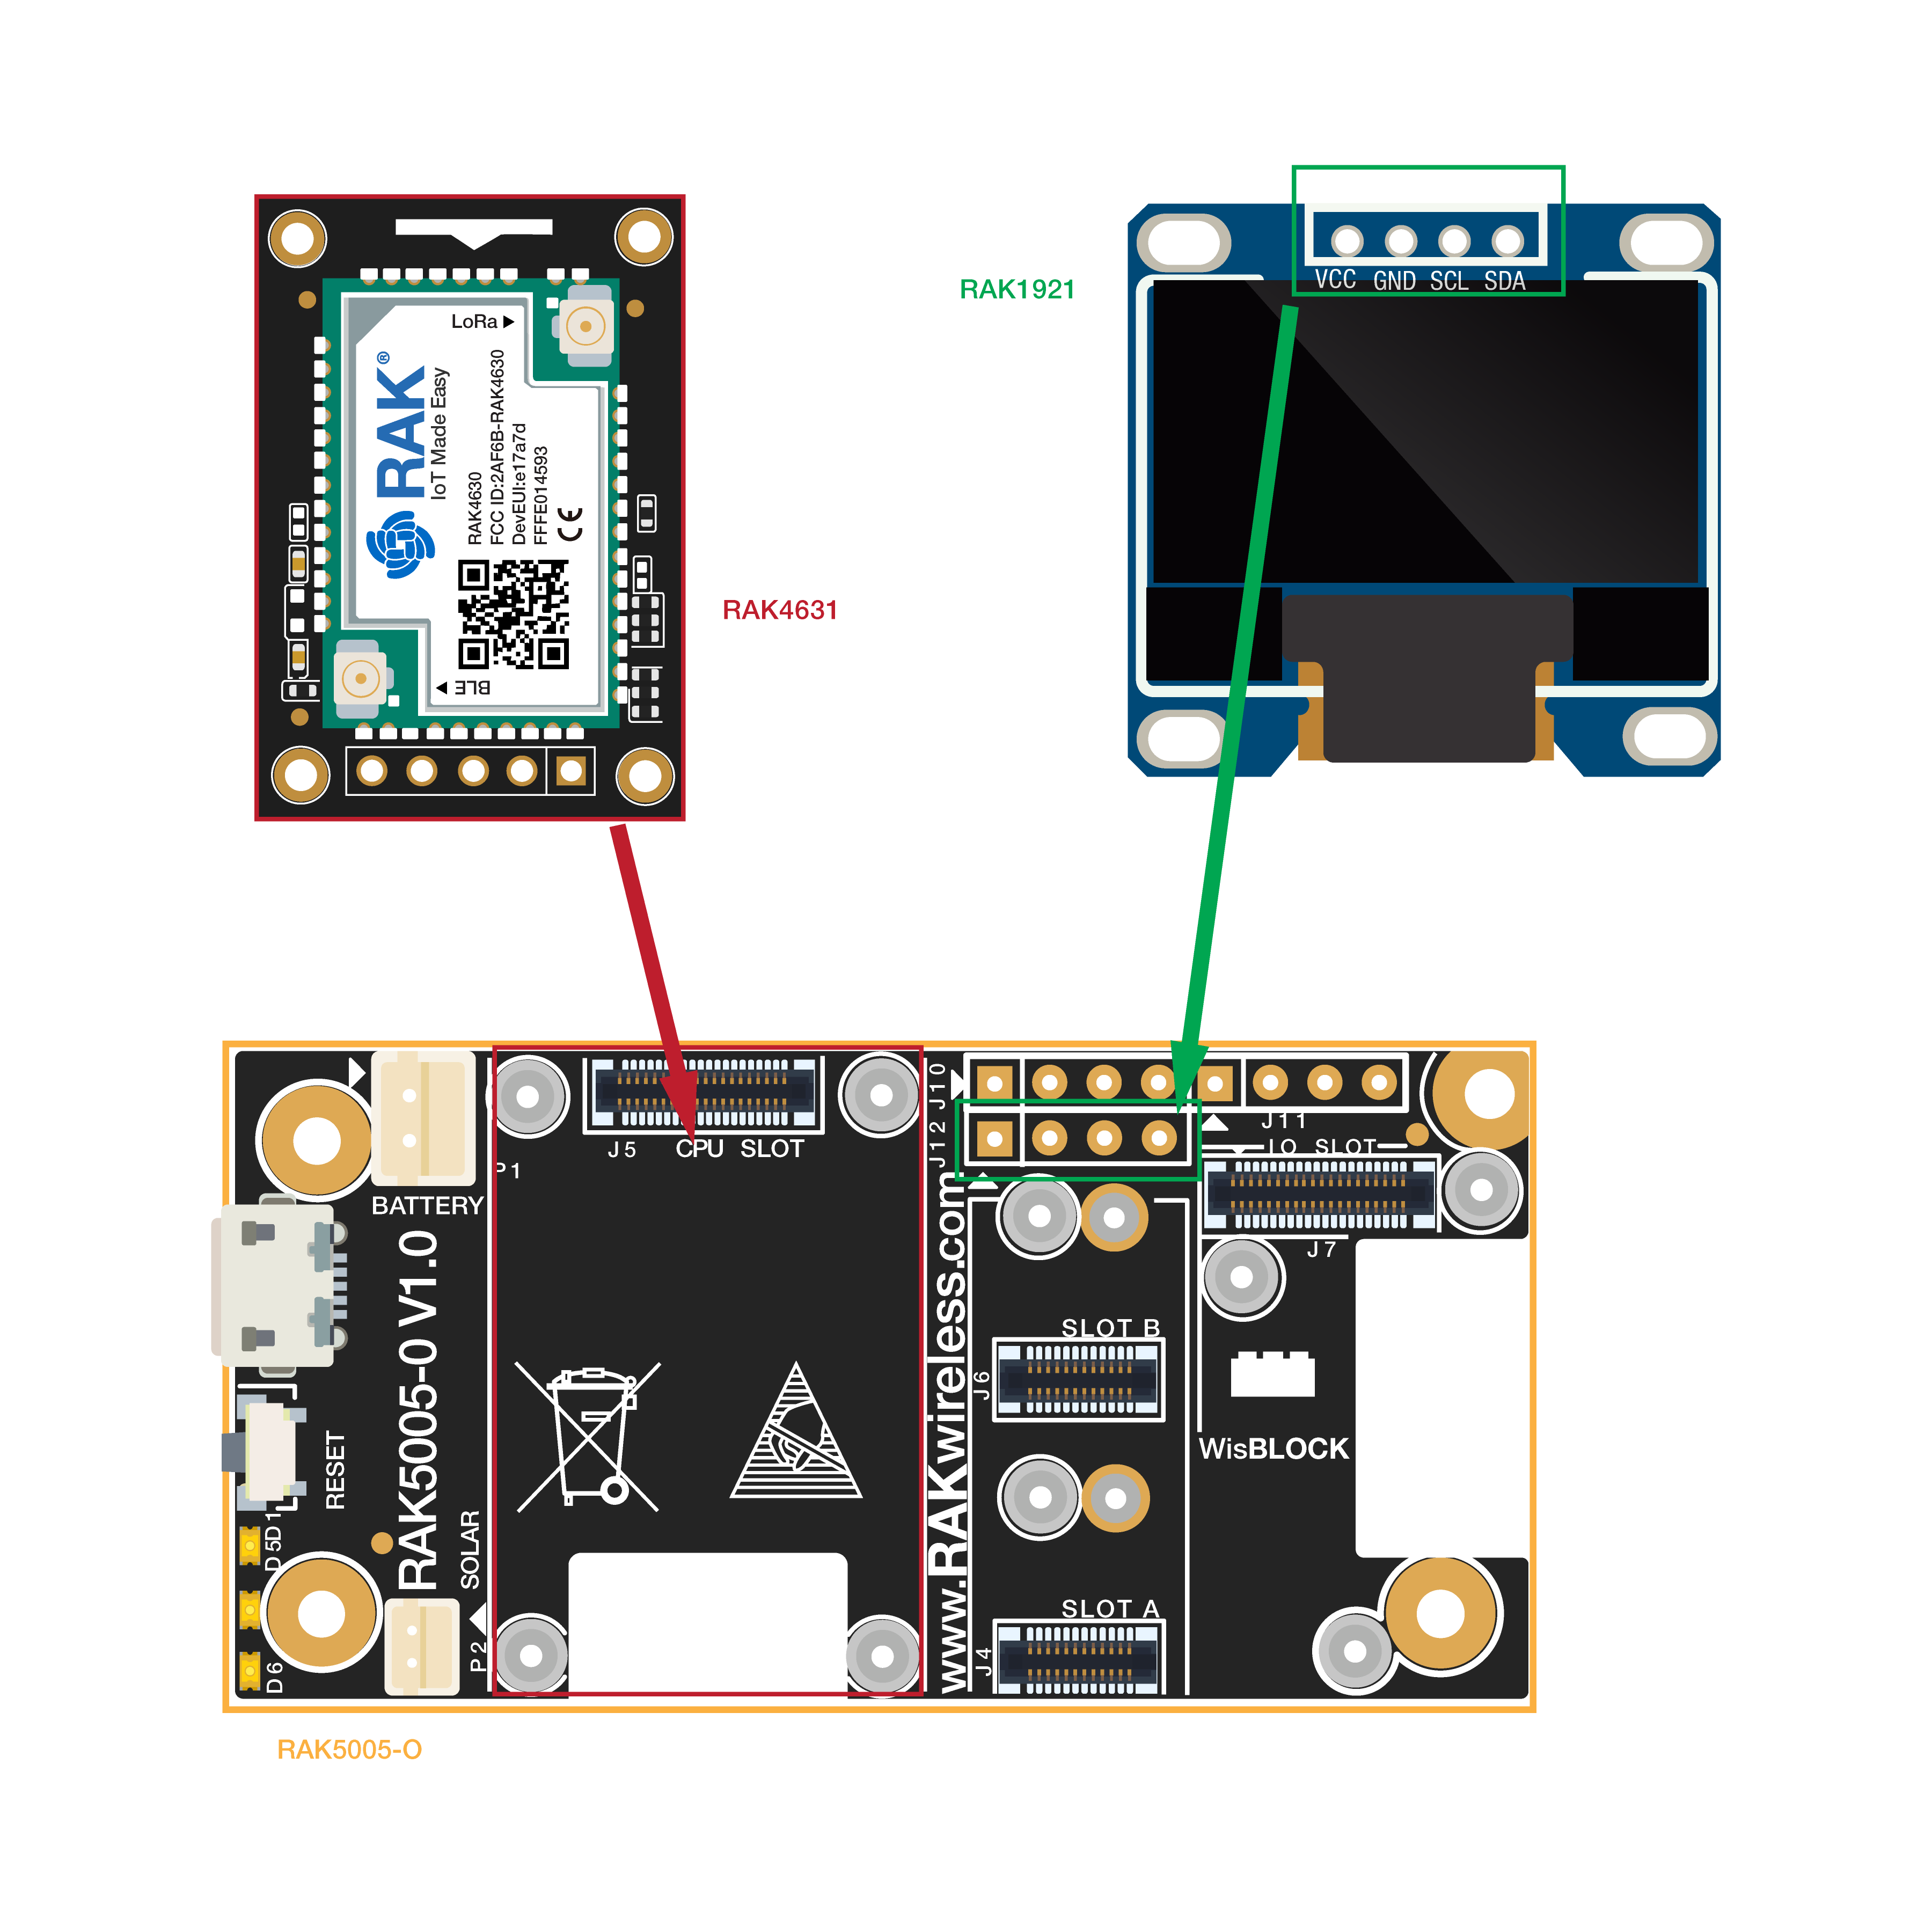 LoRa
RAK®
IoT Made Easy
RAK4630
FCC ID:2AF6B-RAK4630
DevEUI:e17a7d
FFFE014593
CE
BLE
RAK4631
RAK1921
VCC GND SCL SDA
J10
J12
J11
J5 CPU SLOT
IO SLOT
P1
BATTERY
J7
RAK5005-O V1.0
www.RAKwireless.com
SLOT B
J6
WisBLOCK
RESET
SOLAR
D1
D5
SLOT A
P2
J4
D6
RAK5005-O